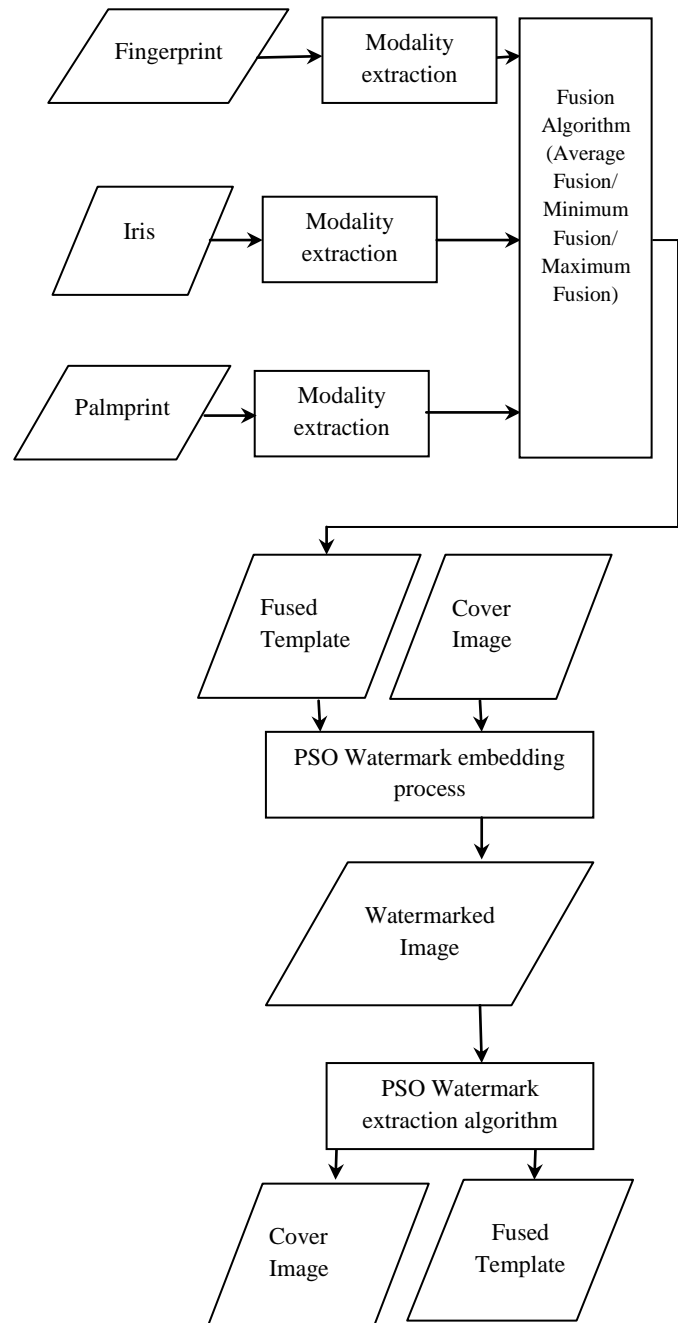 Fingerprint
Modality
extraction
Fusion
Algorithm
(Average
Fusion/
Minimum
Fusion/
Maximum
Fusion)
Iris
Modality
extraction
Palmprint
Modality
extraction
Fused
Template
Cover
Image
PSO Watermark embedding
process
Watermarked
Image
PSO Watermark
extraction algorithm
Cover
Image
Fused
Template